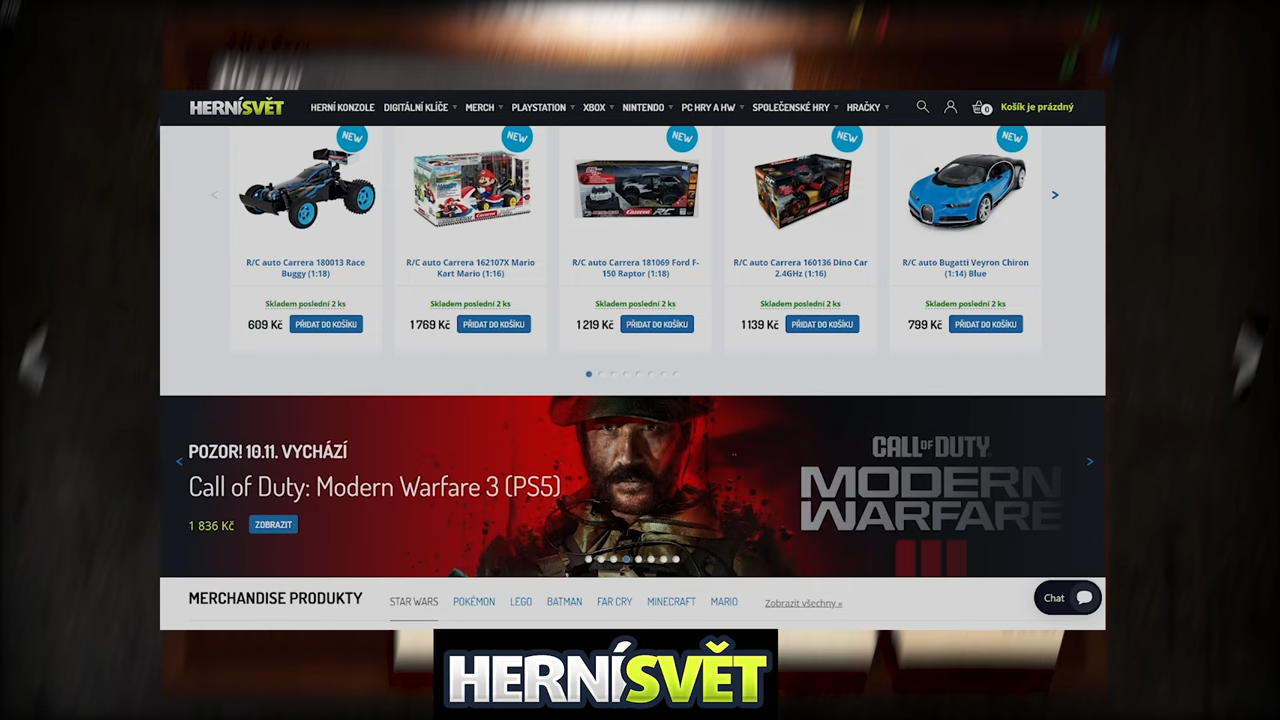 HERNÍSVĚT
HERNÍ KONZOLE DIGITÁLNÍ KLÍČE MERCH PLAYSTATION XBOX NINTENDO PC HRY A HW SPOLEČENSKÉ HRY HRAČKY 0 Košík je prázdný
NEW NEW NEW NEW NEW
R/C auto Carrera 180013 Race
Buggy (1:18)
Skladem poslední 2 ks
609 Kč PŘIDAT DO KOŠÍKU
R/C auto Carrera 162107X Mario
Kart Mario (1:16)
Skladem poslední 2 ks
1 769 Kč PŘIDAT DO KOŠÍKU
Carrera RC
R/C auto Carrera 181069 Ford F-
150 Raptor (1:18)
Skladem poslední 2 ks
1 219 Kč PŘIDAT DO KOŠÍKU
R/C auto Carrera 160136 Dino Car
2.4GHz (1:16)
Skladem poslední 2 ks
1 139 Kč PŘIDAT DO KOŠÍKU
R/C auto Bugatti Veyron Chiron
(1:14) Blue
Skladem poslední 2 ks
799 Kč PŘIDAT DO KOŠÍKU
POZOR! 10.11. VYCHÁZÍ
Call of Duty: Modern Warfare 3 (PS5)
1 836 Kč ZOBRAZIT
CALL OF DUTY
MODERN
WARFARE
III
MERCHANDISE PRODUKTY STAR WARS POKÉMON LEGO BATMAN FAR CRY MINECRAFT MARIO Zobrazit všechny »
Chat
HERNÍSVĚT